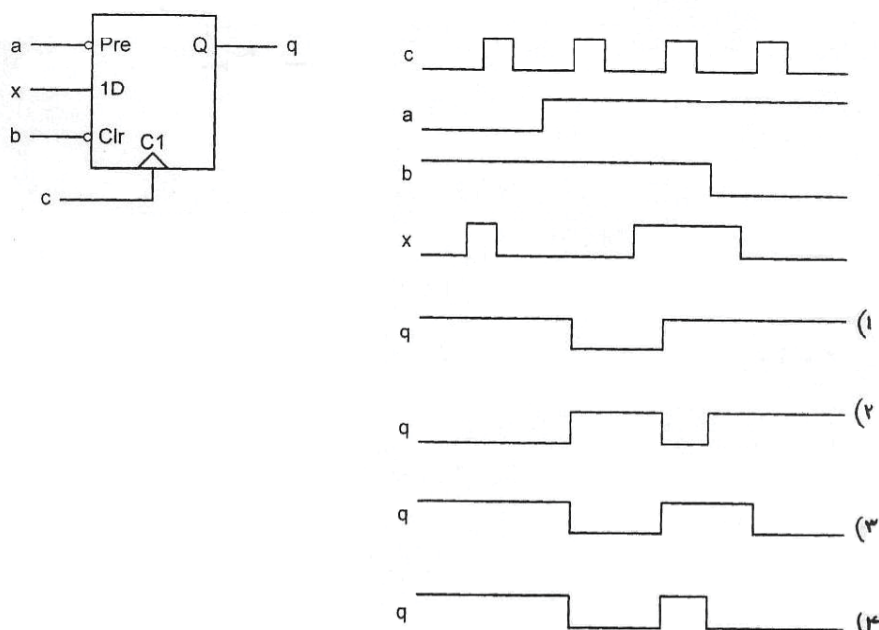 a Pre Q q
x 1D
b Clr
C1
c
c
a
b
x
q (۱
q (۲
q (۳
q (۴